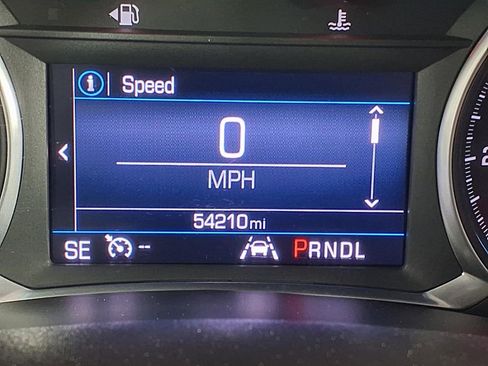 i Speed
0
MPH
54210mi
SE -- PRNDL